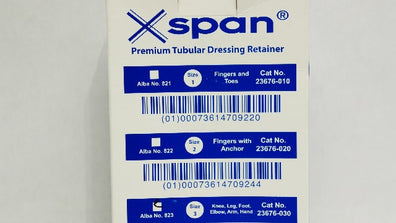 Xspan®
Premium Tubular Dressing Retainer
Alba No. 821
Size 1
Fingers and Toes
Cat No. 23676-010
(01)00073614709220
Alba No. 822
Size 2
Fingers with Anchor
Cat No. 23676-020
(01)00073614709244
Alba No. 823
Size 3
Knee, Leg, Foot, Elbow, Arm, Hand
Cat No. 23676-030